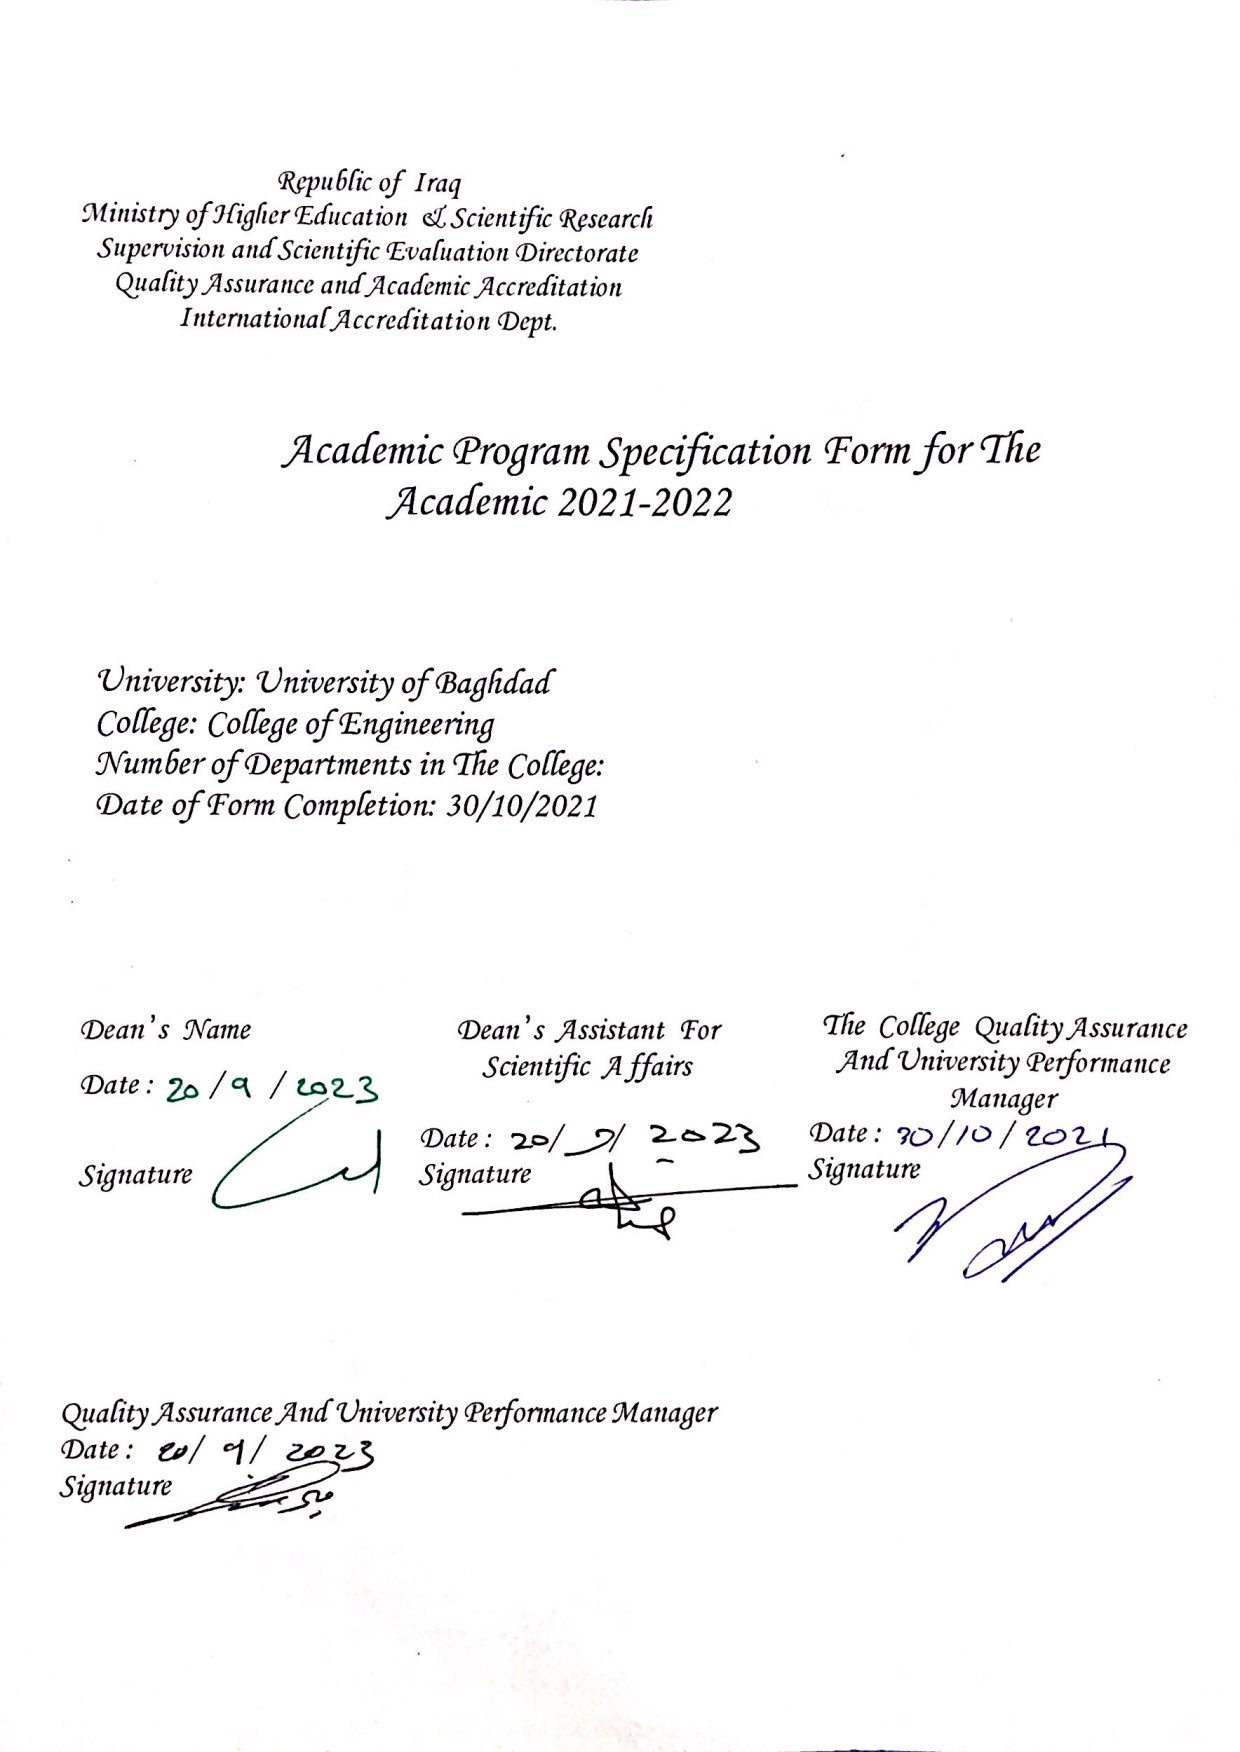 Republic of Iraq
Ministry of Higher Education & Scientific Research
Supervision and Scientific Evaluation Directorate
Quality Assurance and Academic Accreditation
International Accreditation Dept.
Academic Program Specification Form for The
Academic 2021-2022
University: University of Baghdad
College: College of Engineering
Number of Departments in The College:
Date of Form Completion: 30/10/2021
Dean's Name
Date : 20/9/2023
Signature
Dean's Assistant For
Scientific Affairs
Date : 20/9/2023
Signature
The College Quality Assurance
And University Performance
Manager
Date : 30/10/2021
Signature
Quality Assurance And University Performance Manager
Date : 20/9/2023
Signature